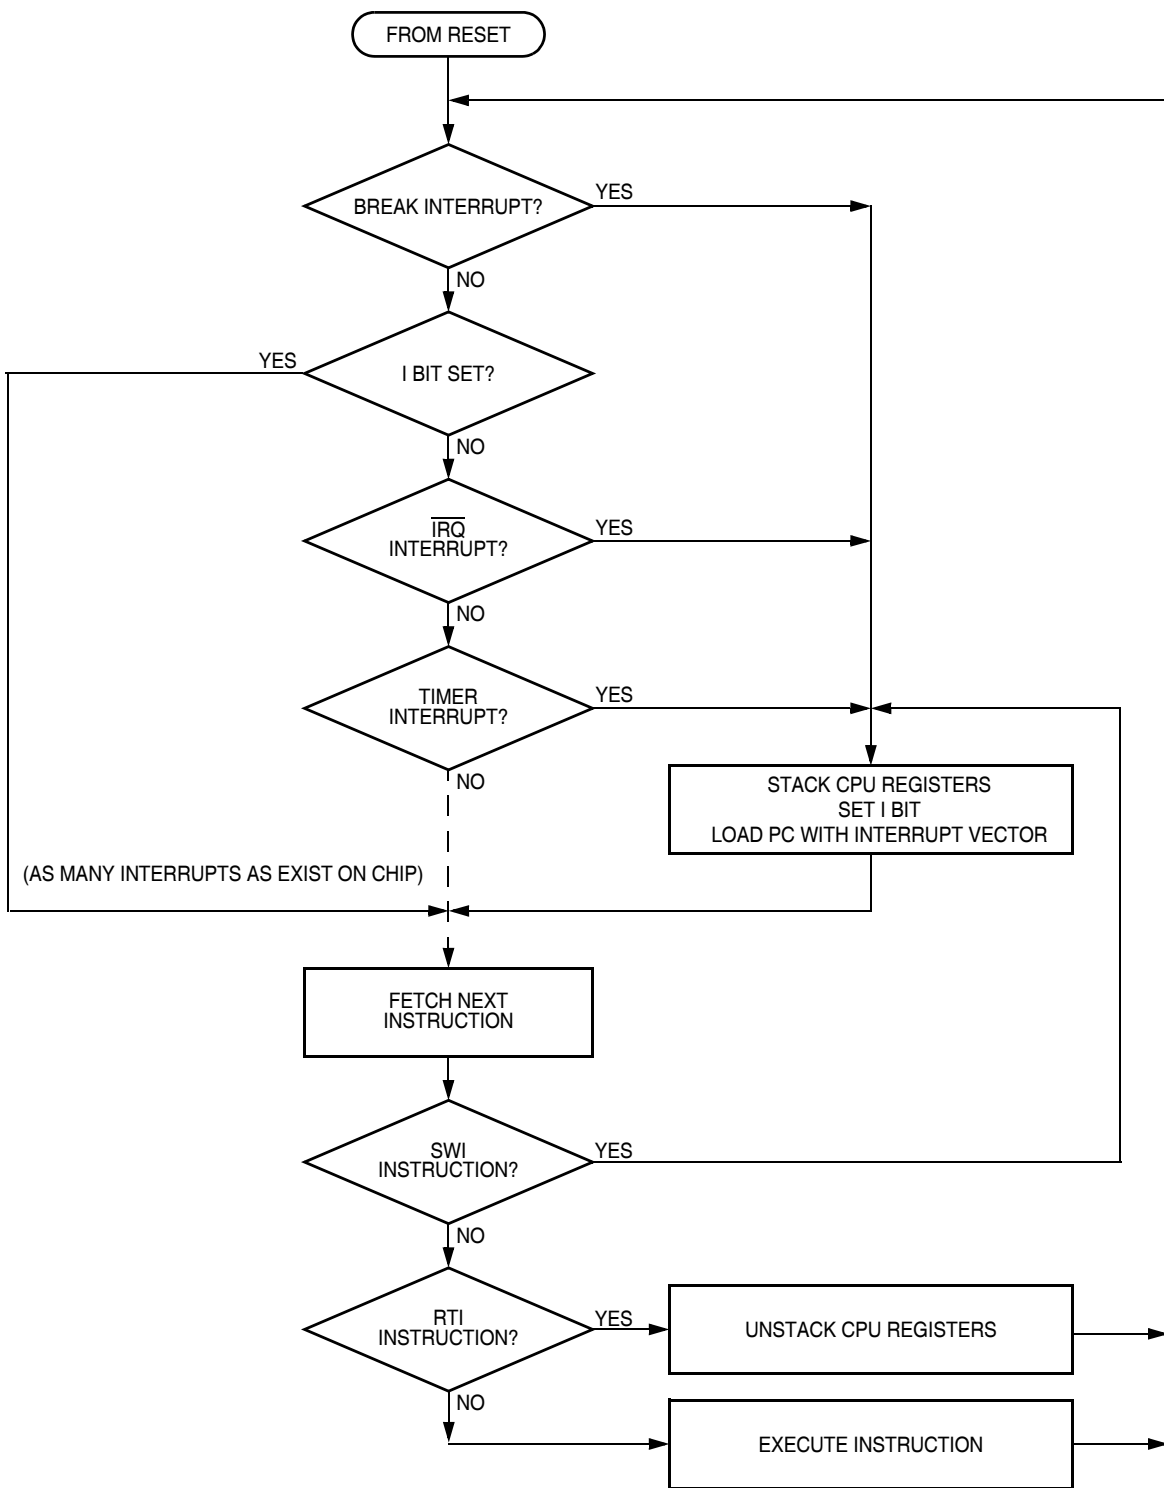 FROM RESET
BREAK INTERRUPT?
YES
NO
YES
I BIT SET?
NO
IRQ
INTERRUPT?
YES
NO
TIMER
INTERRUPT?
YES
NO
STACK CPU REGISTERS
SET I BIT
LOAD PC WITH INTERRUPT VECTOR
(AS MANY INTERRUPTS AS EXIST ON CHIP)
FETCH NEXT
INSTRUCTION
SWI
INSTRUCTION?
YES
NO
RTI
INSTRUCTION?
YES
UNSTACK CPU REGISTERS
NO
EXECUTE INSTRUCTION